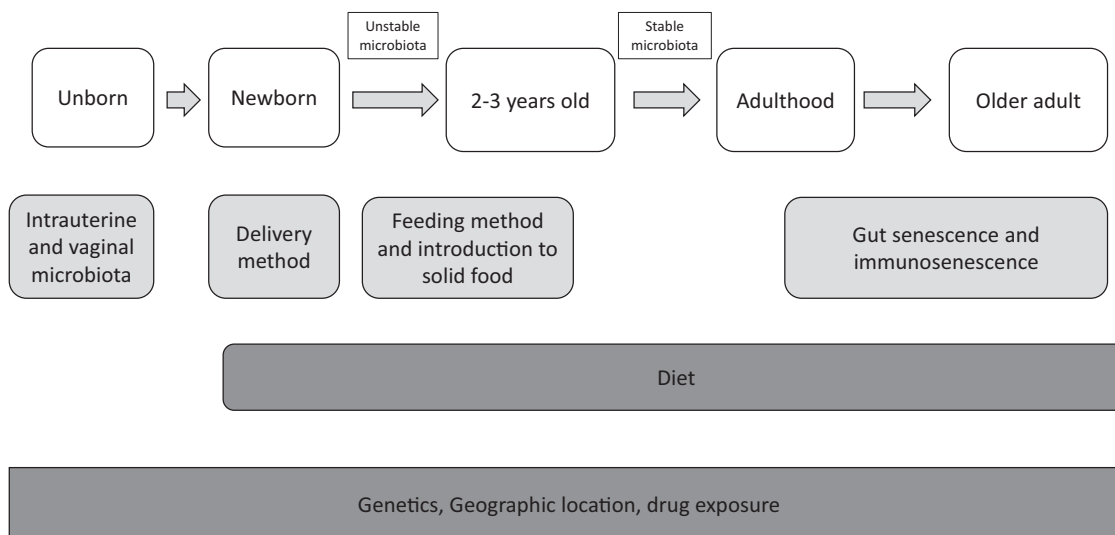 Unstable
microbiota
Stable
microbiota
Unborn
Newborn
2-3 years old
Adulthood
Older adult
Intrauterine
and vaginal
microbiota
Delivery
method
Feeding method
and introduction to
solid food
Gut senescence and
immunosenescence
Diet
Genetics, Geographic location, drug exposure